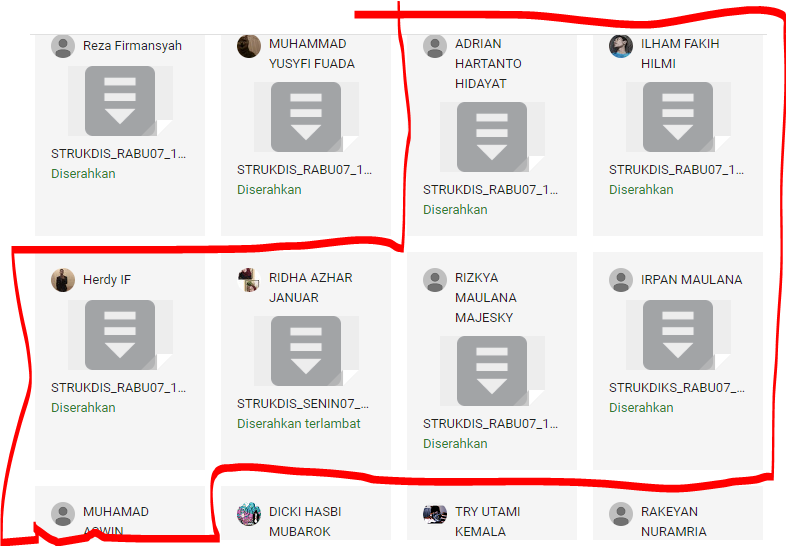 Reza Firmansyah
STRUKDIS_RABU07_1...
Diserahkan
MUHAMMAD
YUSYFI FUADA
STRUKDIS_RABU07_1...
Diserahkan
ADRIAN
HARTANTO
HIDAYAT
STRUKDIS_RABU07_1...
Diserahkan
ILHAM FAKIH
HILMI
STRUKDIS_RABU07_1...
Diserahkan
Herdy IF
STRUKDIS_RABU07_1...
Diserahkan
RIDHA AZHAR
JANUAR
STRUKDIS_SENIN07_...
Diserahkan terlambat
RIZKYA
MAULANA
MAJESKY
STRUKDIS_RABU07_1...
Diserahkan
IRPAN MAULANA
STRUKDIKS_RABU07_...
Diserahkan
MUHAMAD
ASWIN
DICKI HASBI
MUBAROK
TRY UTAMI
KEMALA
RAKEYAN
NURAMRIA